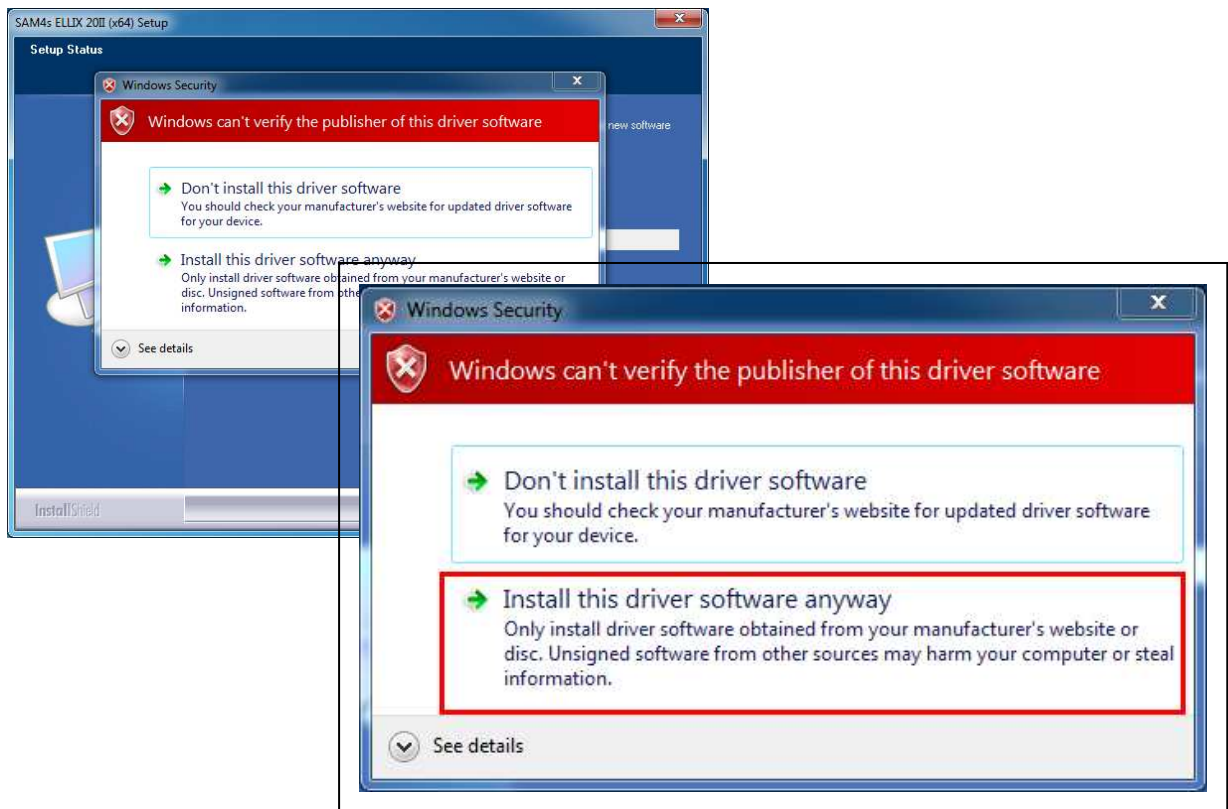 SAM4s ELLIX 20II (x64) Setup
Setup Status
Windows Security
Windows can't verify the publisher of this driver software
new software
Don't install this driver software
You should check your manufacturer's website for updated driver software
for your device.
Install this driver software anyway
Only install driver software obtained from your manufacturer's website or
disc. Unsigned software from othe
information.
See details
InstallShield
Windows Security
Windows can't verify the publisher of this driver software
Don't install this driver software
You should check your manufacturer's website for updated driver software
for your device.
Install this driver software anyway
Only install driver software obtained from your manufacturer's website or
disc. Unsigned software from other sources may harm your computer or steal
information.
See details